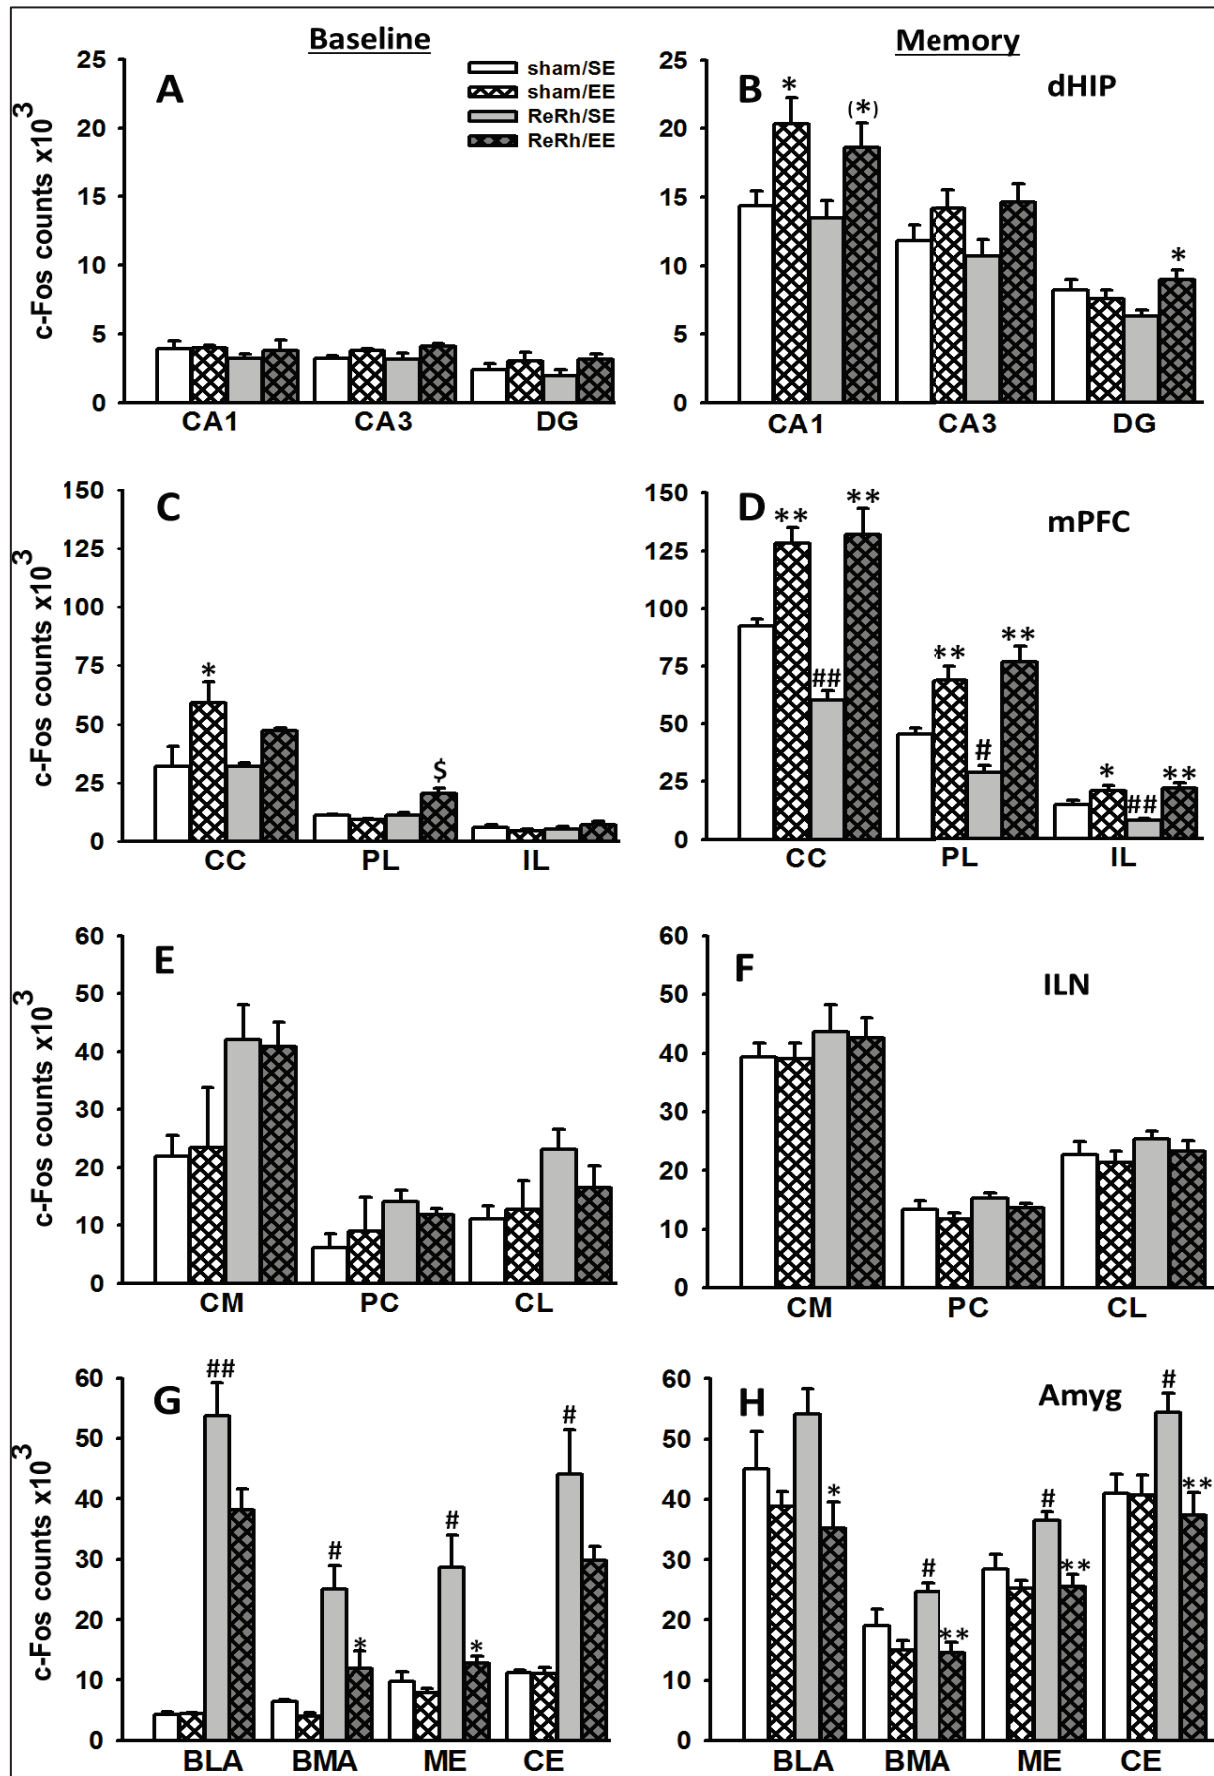 Baseline
Memory
A
sham/SE
sham/EE
ReRh/SE
ReRh/EE
c-Fos counts x10^3
25
20
15
10
5
0
CA1 CA3 DG
B
dHIP
* (*) *
25
20
15
10
5
0
CA1 CA3 DG
C
c-Fos counts x10^3
150
125
100
75
50
25
0
* $
CC PL IL
D
mPFC
150
125
100
75
50
25
0
** ## ** ** # ** * ## **
CC PL IL
E
c-Fos counts x10^3
60
50
40
30
20
10
0
CM PC CL
F
ILN
60
50
40
30
20
10
0
CM PC CL
G
c-Fos counts x10^3
60
50
40
30
20
10
0
## # * # * #
BLA BMA ME CE
H
Amyg
60
50
40
30
20
10
0
* # ** # ** # **
BLA BMA ME CE